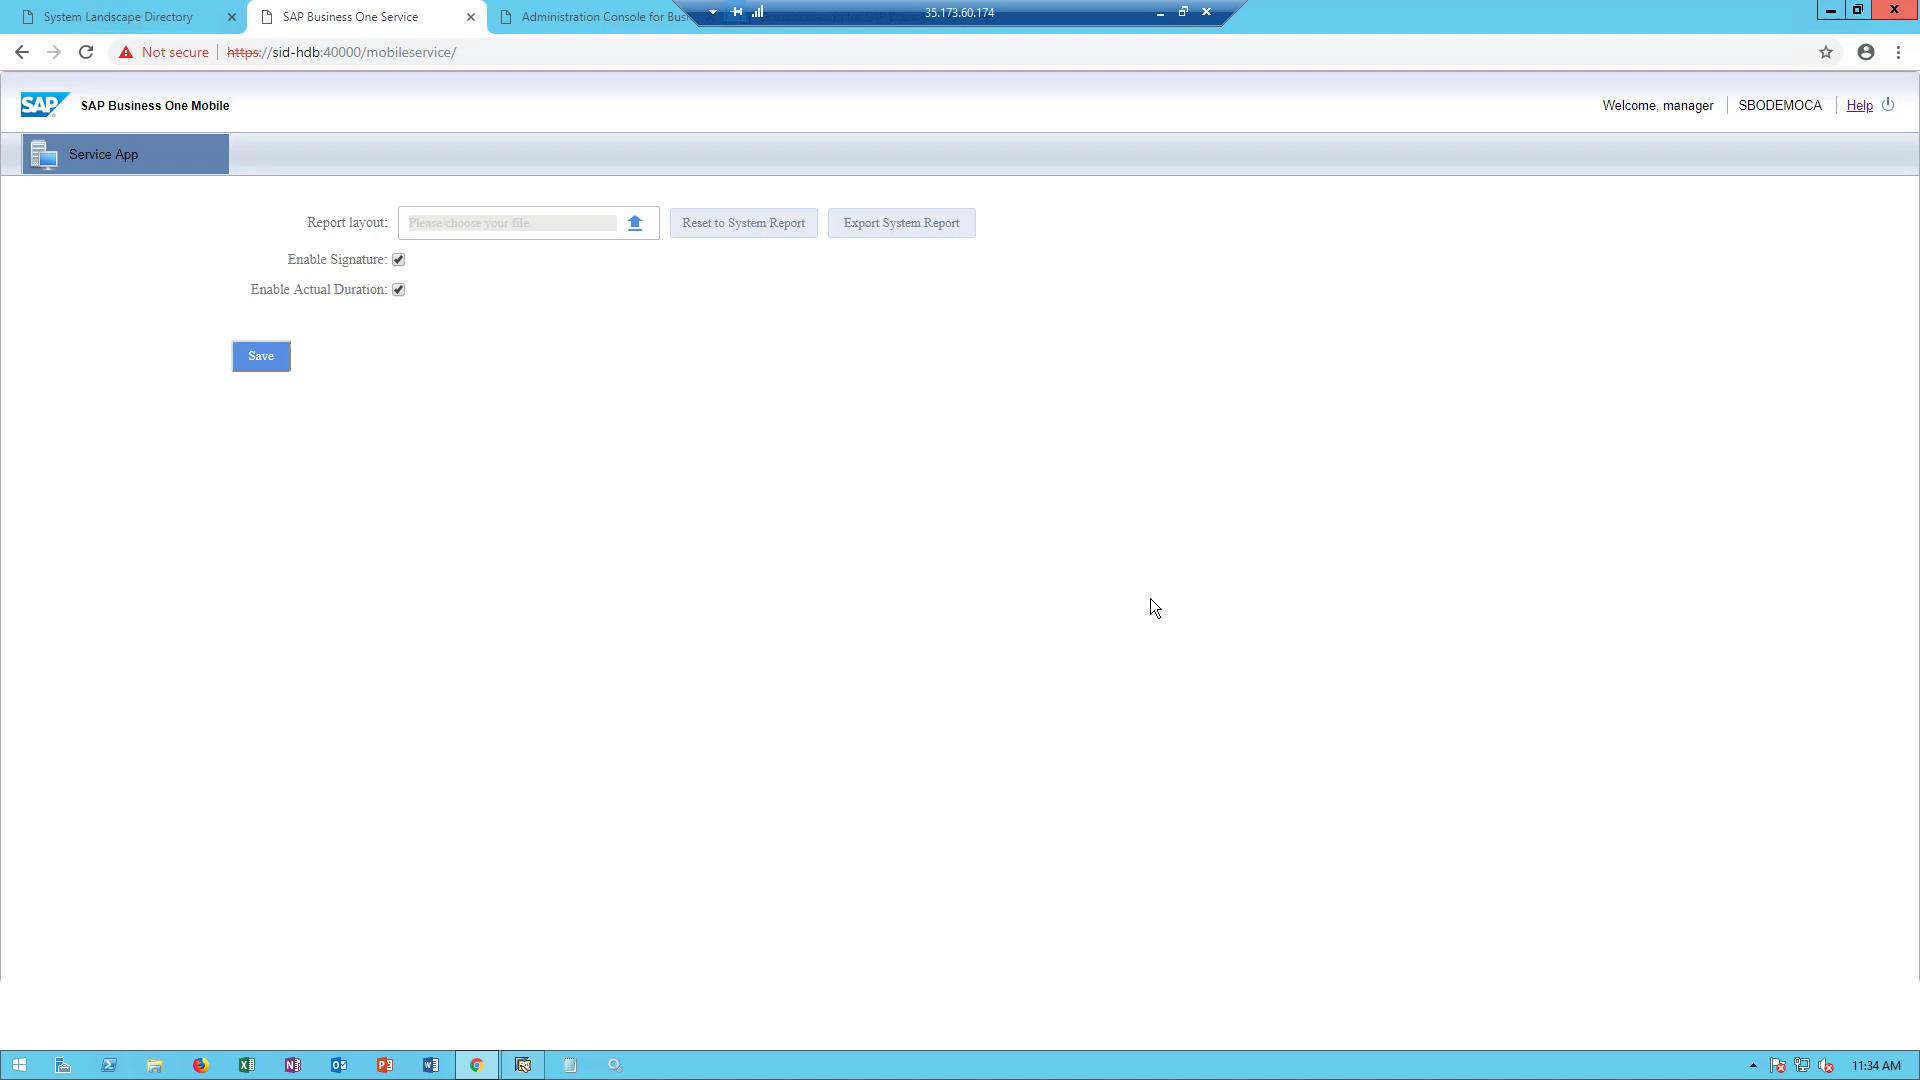 System Landscape Directory
SAP Business One Service
Administration Console for Busi
35.173.60.174
Not secure
https://sid-hdb:40000/mobileservice/
SAP
SAP Business One Mobile
Welcome, manager
SBODEMOCA
Help
Service App
Report layout:
Please choose your file.
Reset to System Report
Export System Report
Enable Signature:
Enable Actual Duration:
Save
11:34 AM